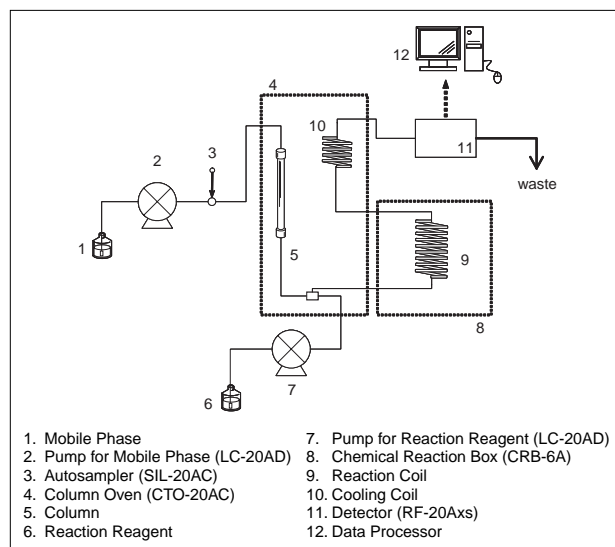 12
4
10
3
2
11
waste
1
5
9
8
7
6
1. Mobile Phase
2. Pump for Mobile Phase (LC-20AD)
3. Autosampler (SIL-20AC)
4. Column Oven (CTO-20AC)
5. Column
6. Reaction Reagent
7. Pump for Reaction Reagent (LC-20AD)
8. Chemical Reaction Box (CRB-6A)
9. Reaction Coil
10. Cooling Coil
11. Detector (RF-20Axs)
12. Data Processor